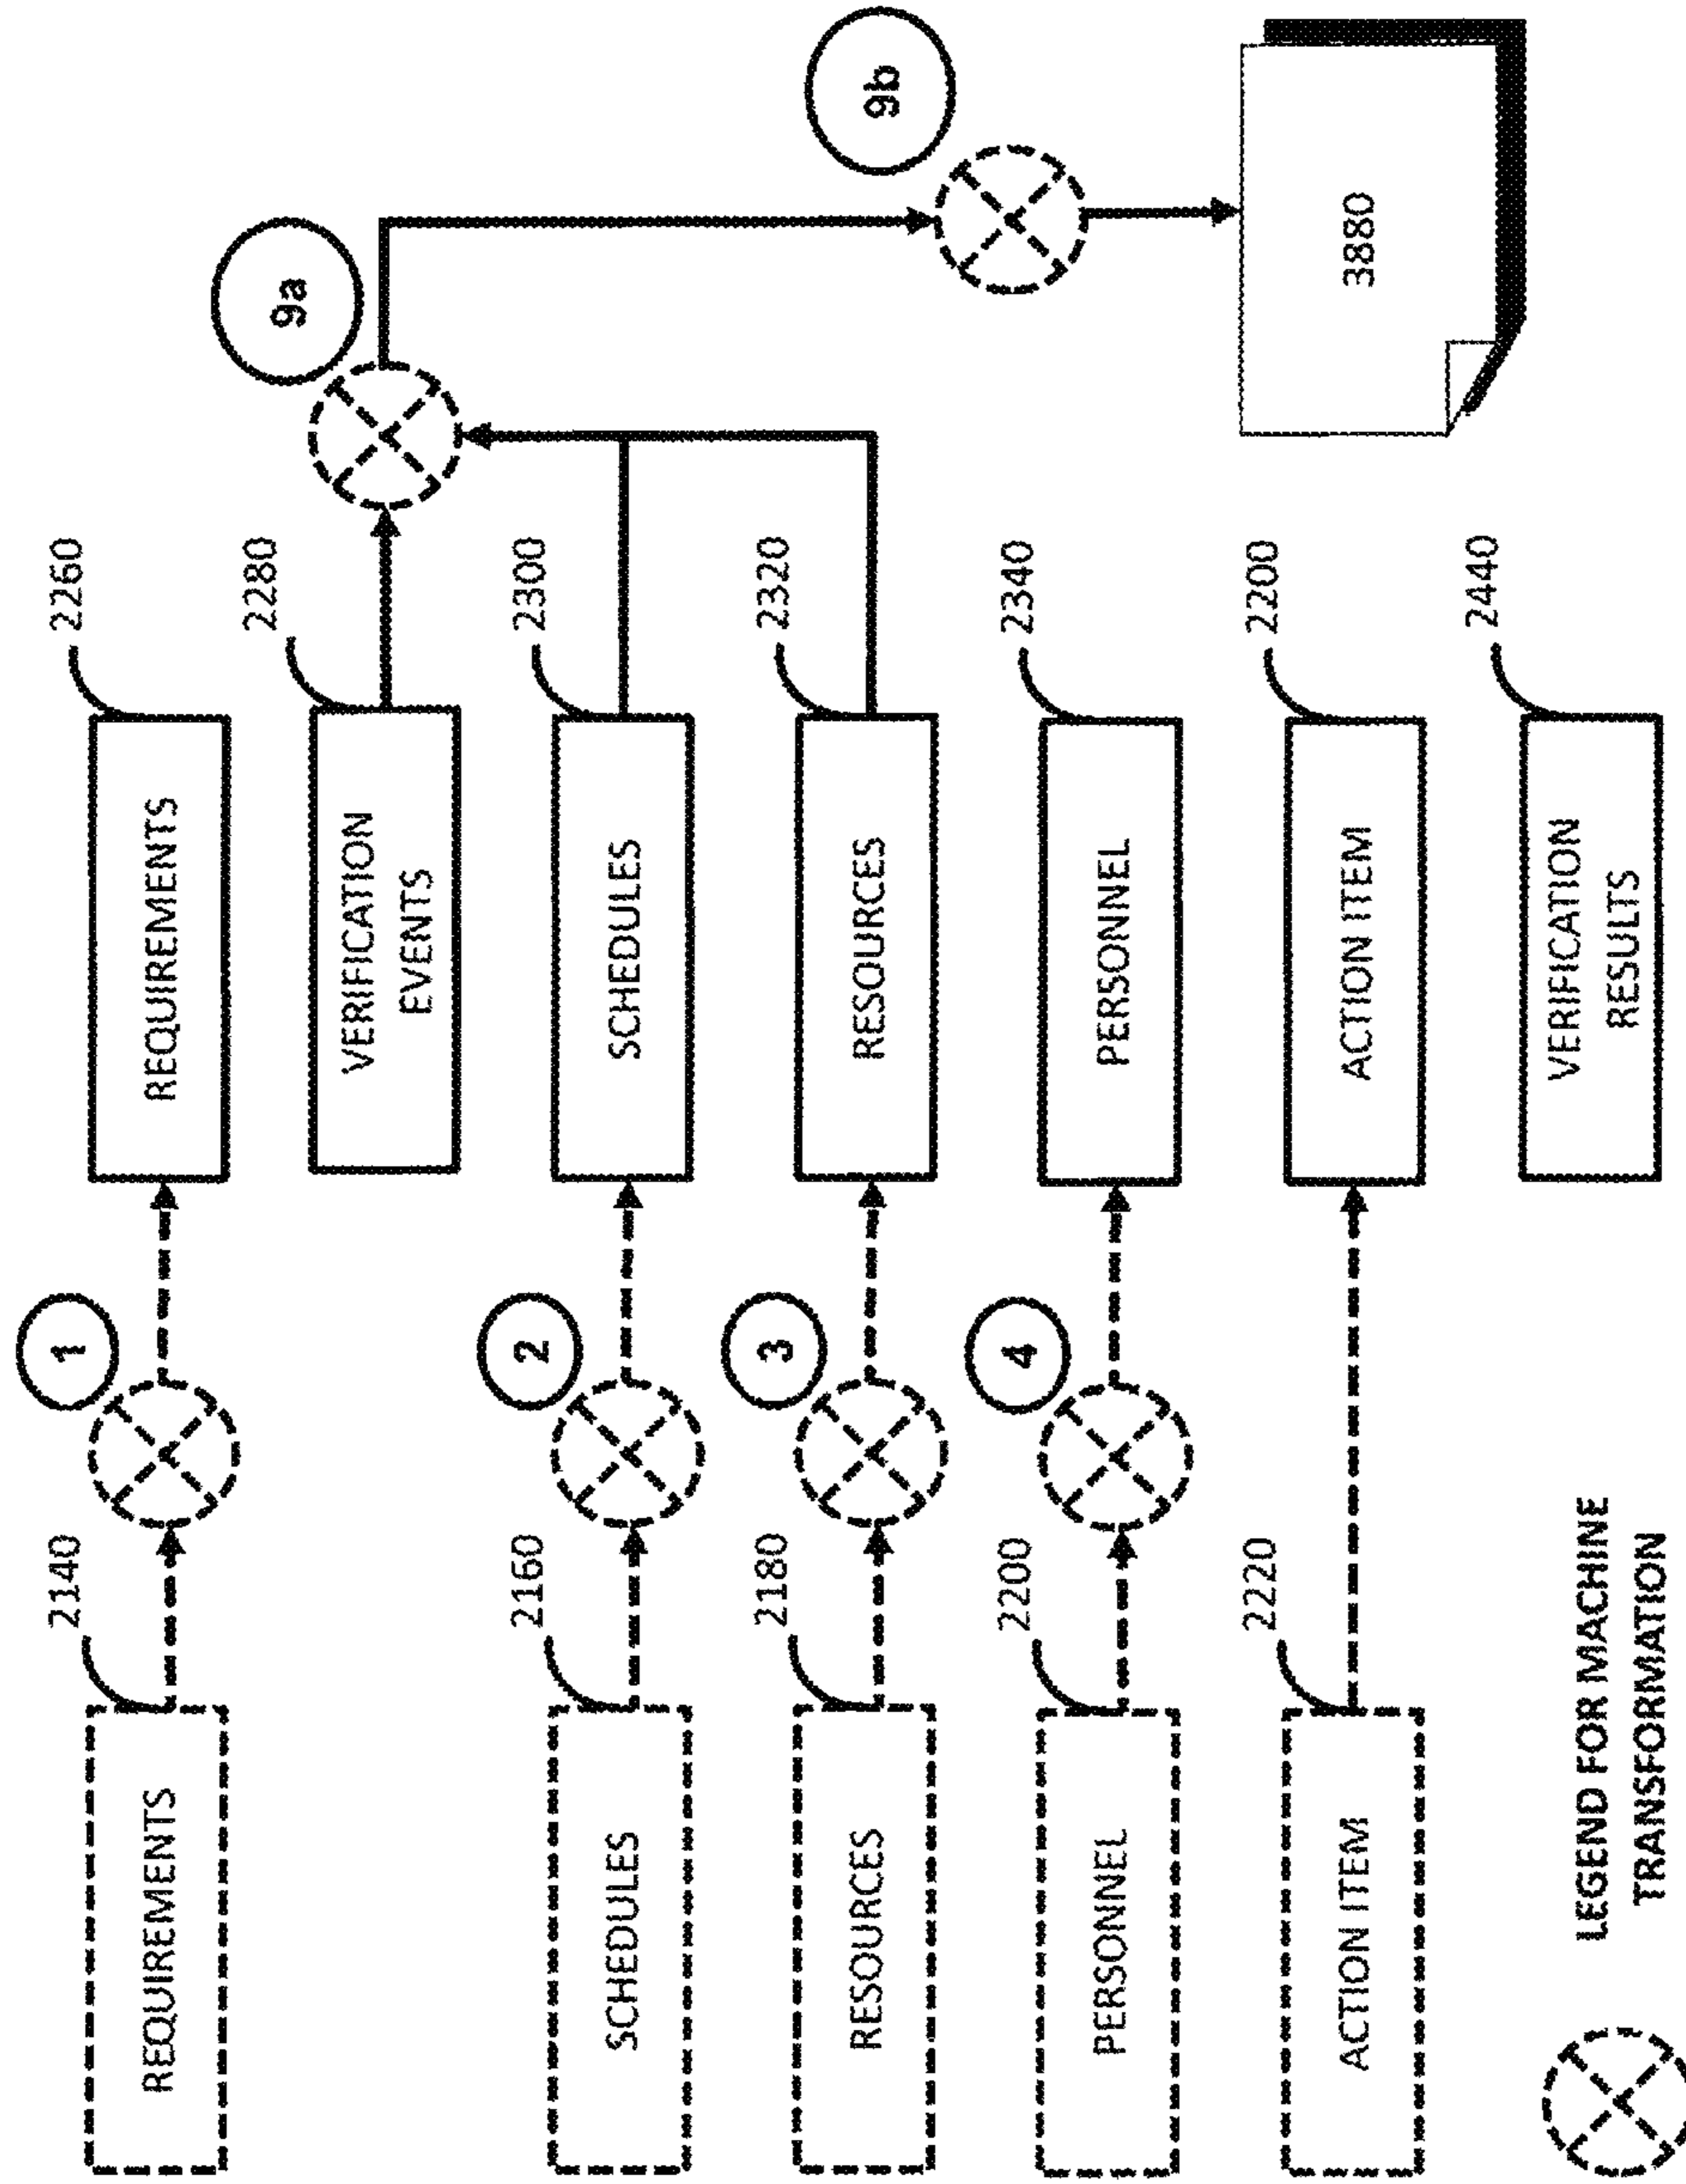 2140
REQUIREMENTS
1
2260
REQUIREMENTS
2280
VERIFICATION
EVENTS
9a
2160
SCHEDULES
2
2300
SCHEDULES
2180
RESOURCES
3
2320
RESOURCES
9b
2200
PERSONNEL
4
2340
PERSONNEL
2220
ACTION ITEM
2200
ACTION ITEM
3880
2440
VERIFICATION
RESULTS
LEGEND FOR MACHINE
TRANSFORMATION